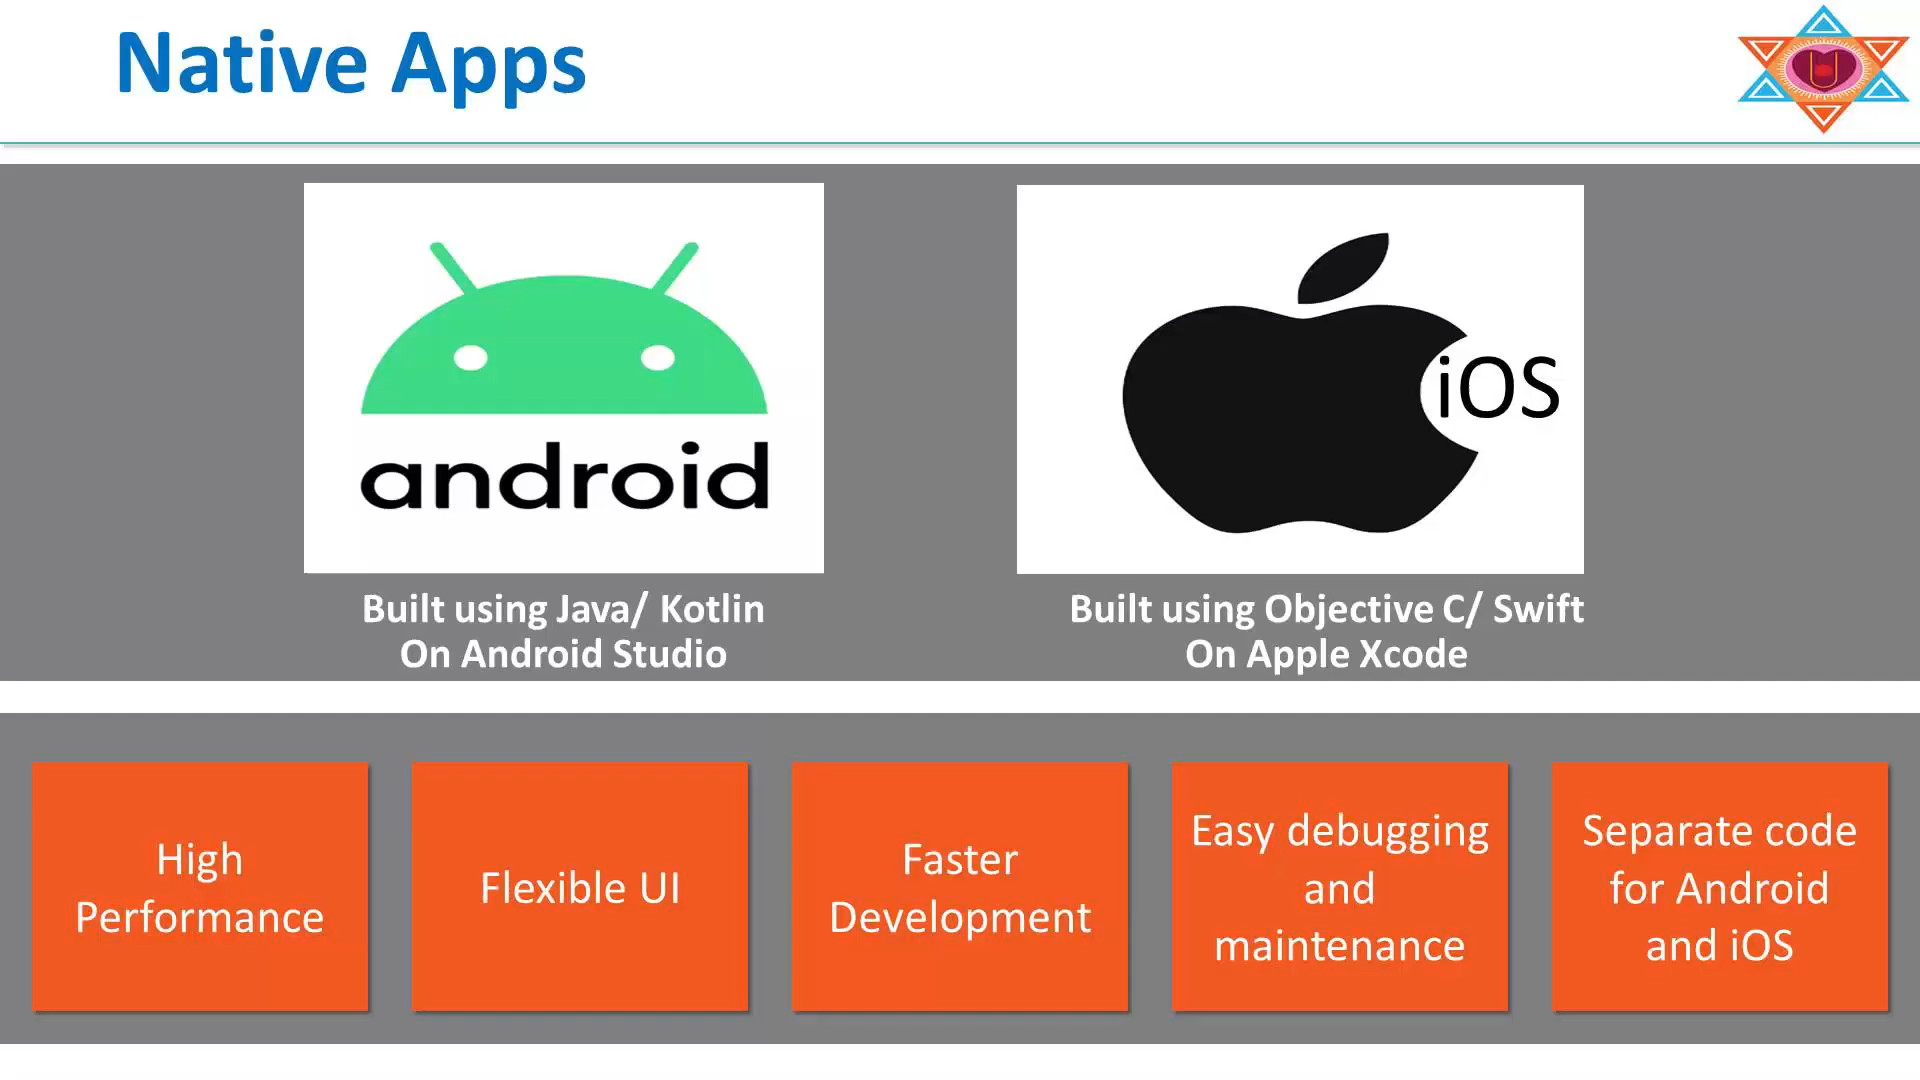 Native Apps
android
iOS
Built using Java/ Kotlin
On Android Studio
Built using Objective C/ Swift
On Apple Xcode
High
Performance
Flexible UI
Faster
Development
Easy debugging
and
maintenance
Separate code
for Android
and iOS